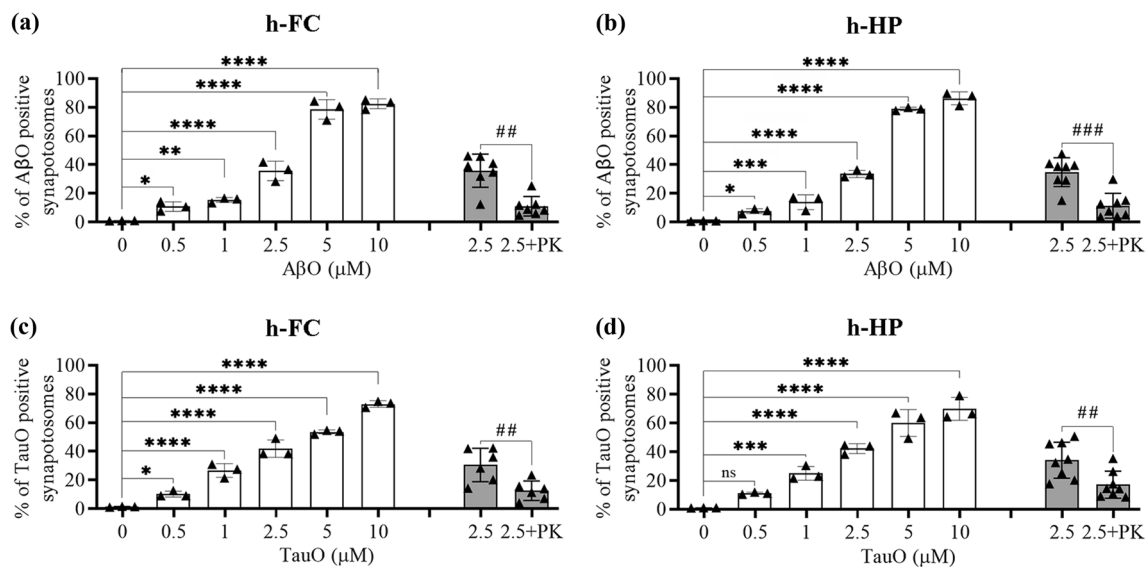 (a)
h-FC
% of AβO positive
synapotosomes
100
80
60
40
20
0
****
****
****
**
*
##
0 0.5 1 2.5 5 10 2.5 2.5+PK
AβO (μM)
(b)
h-HP
% of AβO positive
synapotosomes
100
80
60
40
20
0
****
****
****
***
*
###
0 0.5 1 2.5 5 10 2.5 2.5+PK
AβO (μM)
(c)
h-FC
% of TauO positive
synapotosomes
100
80
60
40
20
0
****
****
****
****
*
##
0 0.5 1 2.5 5 10 2.5 2.5+PK
TauO (μM)
(d)
h-HP
% of TauO positive
synapotosomes
100
80
60
40
20
0
****
****
****
***
ns
##
0 0.5 1 2.5 5 10 2.5 2.5+PK
TauO (μM)